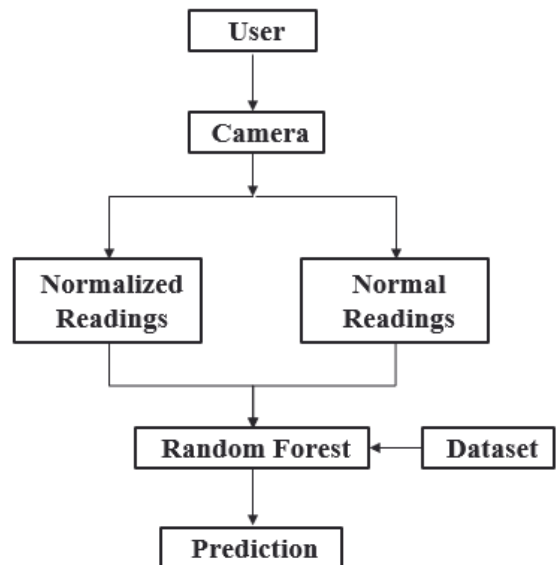 User
Camera
Normalized
Readings
Normal
Readings
Random Forest
Dataset
Prediction